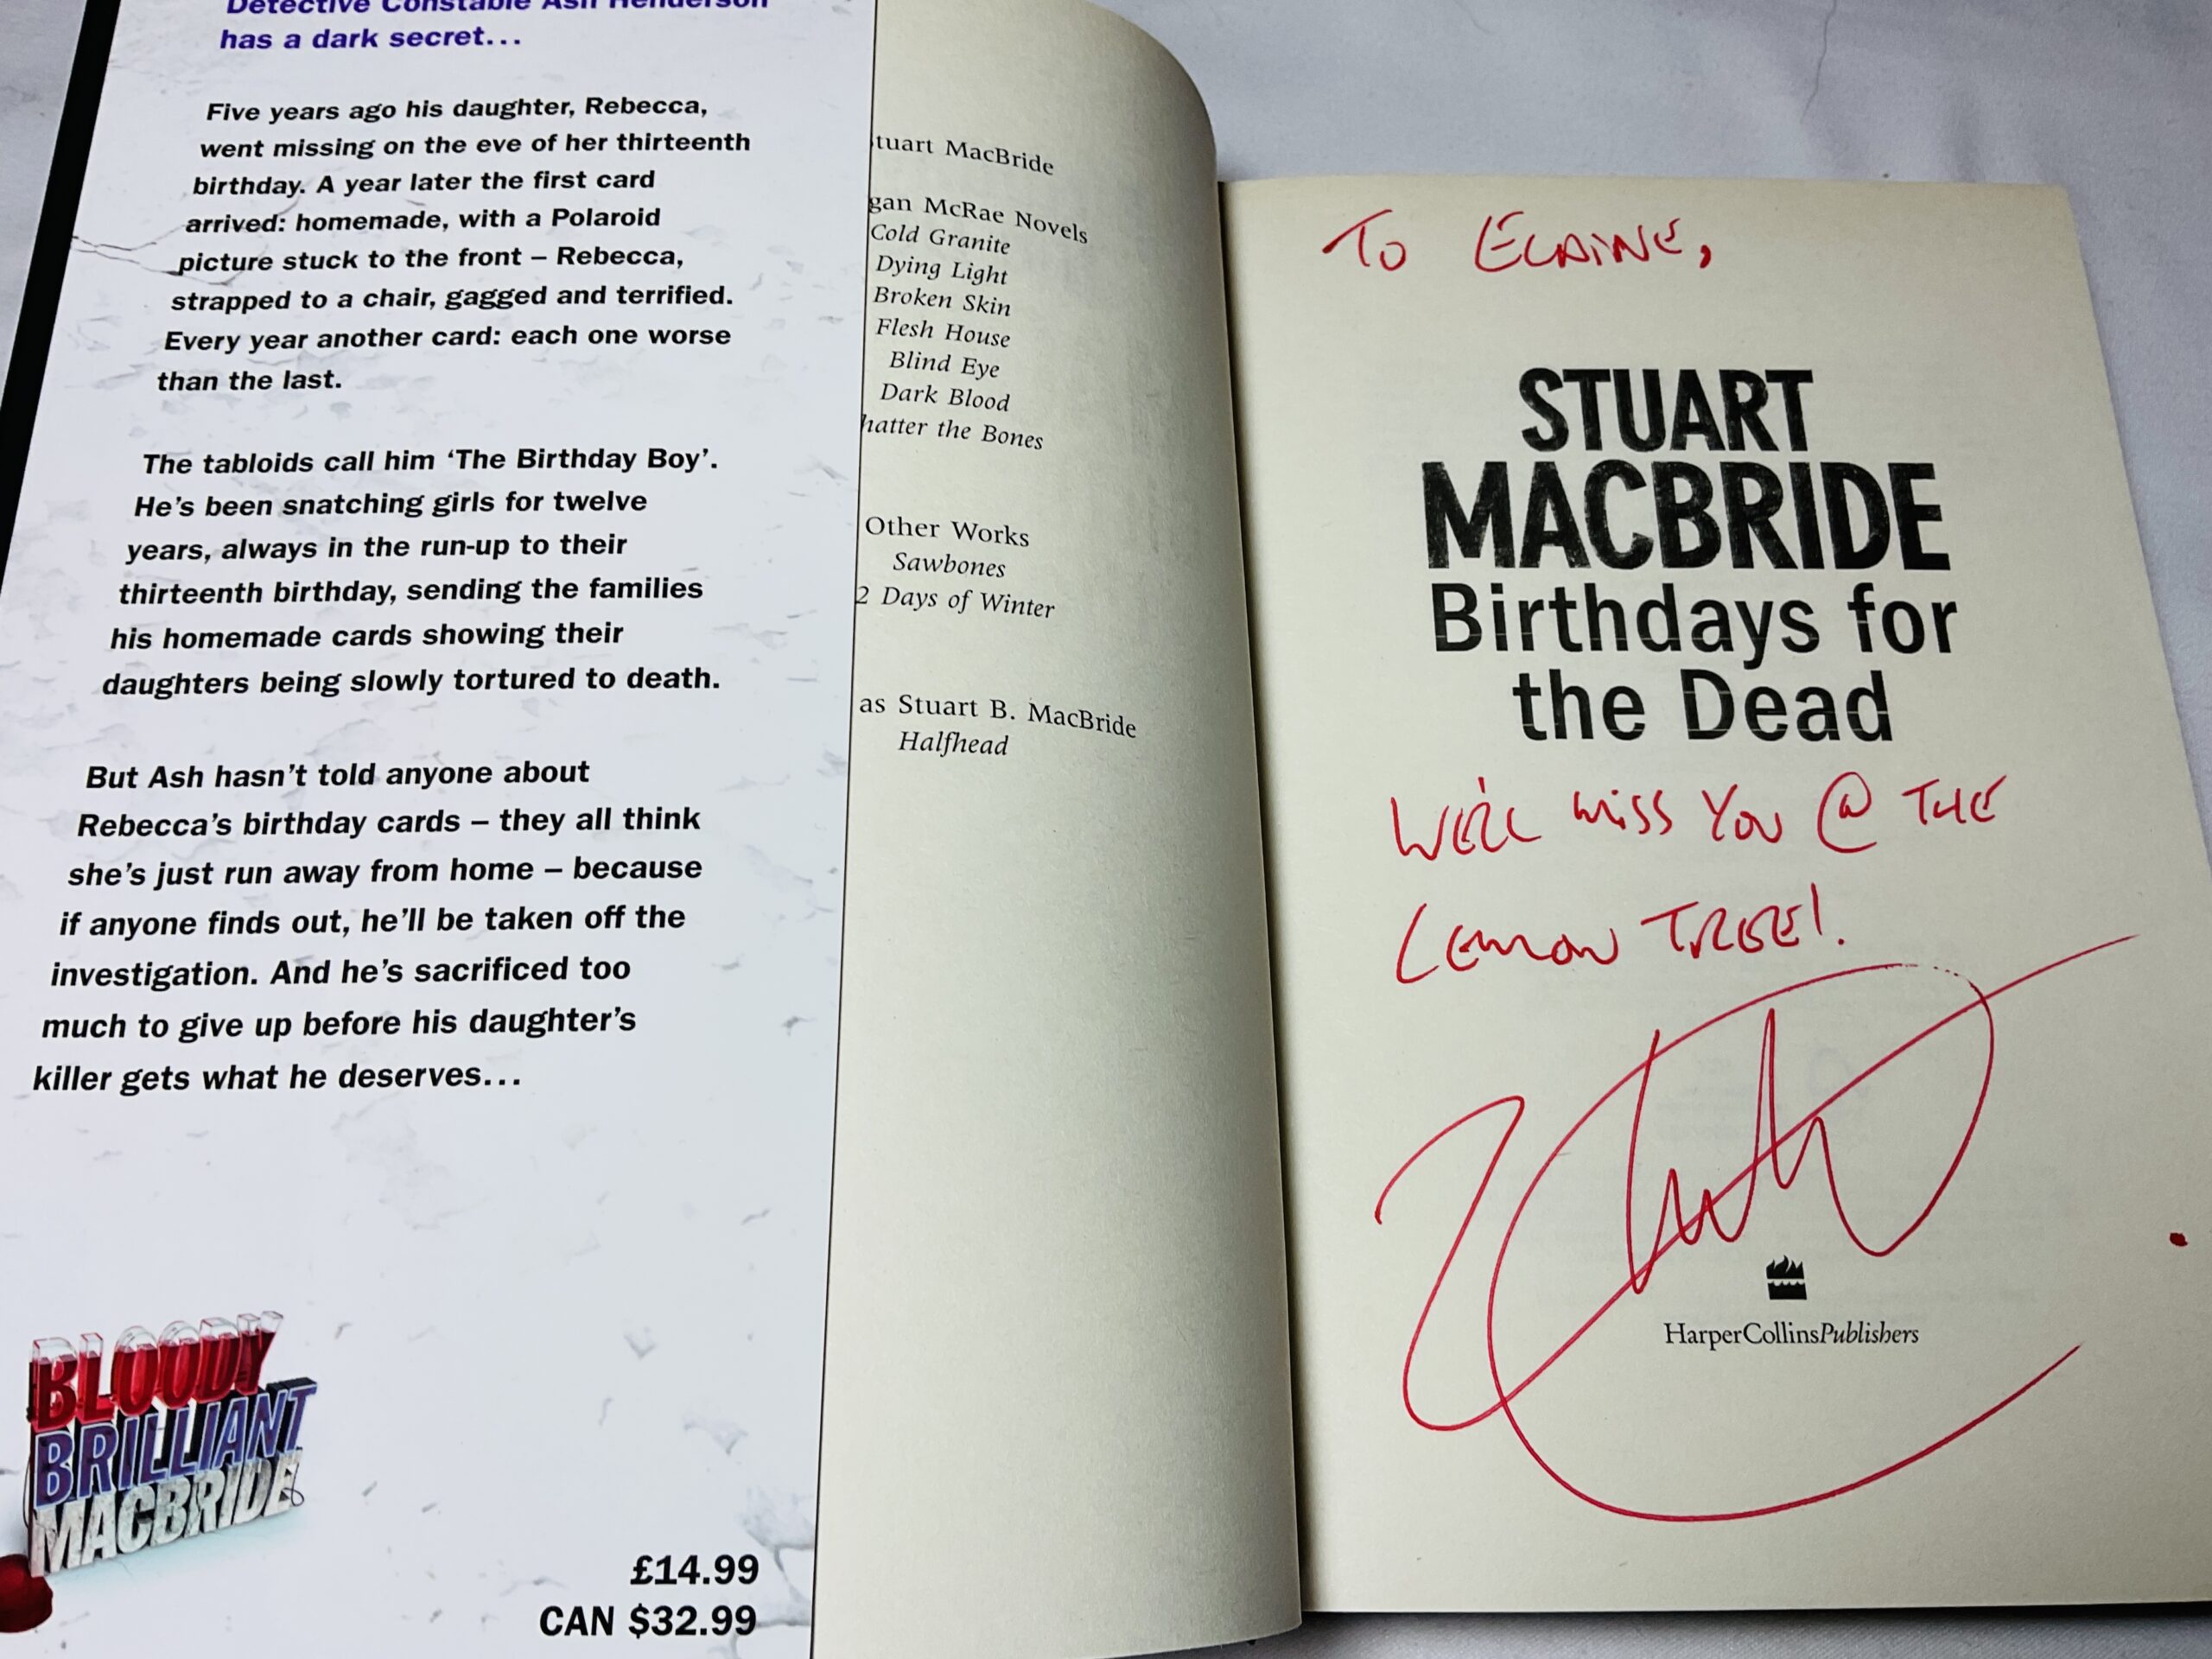 Detective Constable Ash Henderson
has a dark secret...
Five years ago his daughter, Rebecca,
went missing on the eve of her thirteenth
birthday. A year later the first card
arrived: homemade, with a Polaroid
picture stuck to the front – Rebecca,
strapped to a chair, gagged and terrified.
Every year another card: each one worse
than the last.
The tabloids call him ‘The Birthday Boy’.
He’s been snatching girls for twelve
years, always in the run-up to their
thirteenth birthday, sending the families
his homemade cards showing their
daughters being slowly tortured to death.
But Ash hasn’t told anyone about
Rebecca’s birthday cards – they all think
she’s just run away from home – because
if anyone finds out, he’ll be taken off the
investigation. And he’s sacrificed too
much to give up before his daughter’s
killer gets what he deserves...
BLOODY
BRILLIANT
MACBRIDE
£14.99
CAN $32.99
tuart MacBride
gan McRae Novels
Cold Granite
Dying Light
Broken Skin
Flesh House
Blind Eye
Dark Blood
hatter the Bones
Other Works
Sawbones
2 Days of Winter
as Stuart B. MacBride
Halfhead
To ELAINE,
STUART
MACBRIDE
Birthdays for
the Dead
WE'LL MISS YOU @ THE
LEMON TREE!
HarperCollinsPublishers